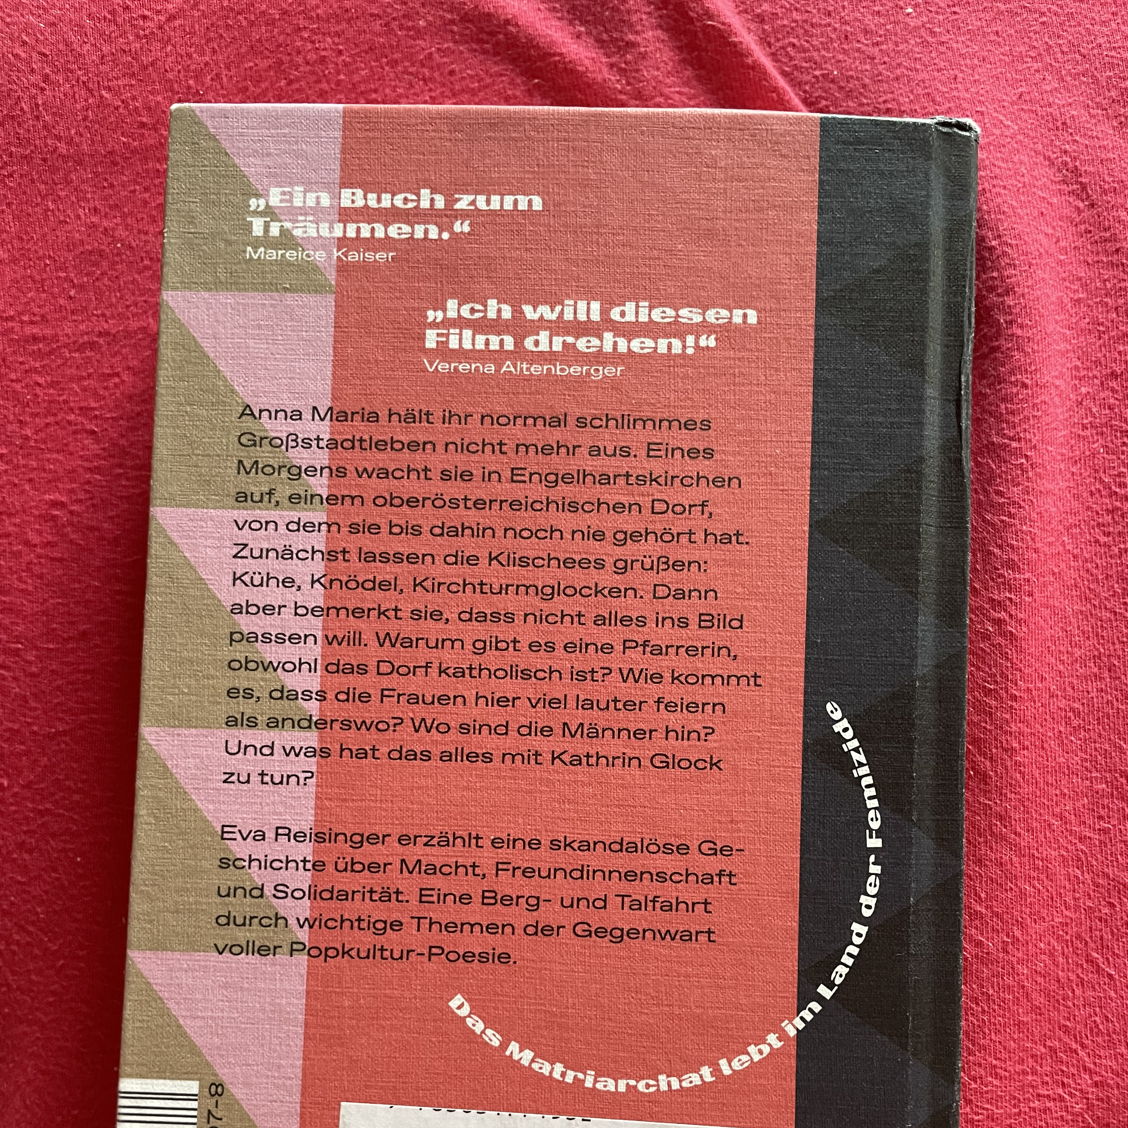 „Ein Buch zum
Träumen.“
Mareice Kaiser
„Ich will diesen
Film drehen!“
Verena Altenberger
Anna Maria hält ihr normal schlimmes
Großstadtleben nicht mehr aus. Eines
Morgens wacht sie in Engelhartskirchen
auf, einem oberösterreichischen Dorf,
von dem sie bis dahin noch nie gehört hat.
Zunächst lassen die Klischees grüßen:
Kühe, Knödel, Kirchturmglocken. Dann
aber bemerkt sie, dass nicht alles ins Bild
passen will. Warum gibt es eine Pfarrerin,
obwohl das Dorf katholisch ist? Wie kommt
es, dass die Frauen hier viel lauter feiern
als anderswo? Wo sind die Männer hin?
Und was hat das alles mit Kathrin Glock
zu tun?
Eva Reisinger erzählt eine skandalöse Ge-
schichte über Macht, Freundinnenschaft
und Solidarität. Eine Berg- und Talfahrt
durch wichtige Themen der Gegenwart
voller Popkultur-Poesie.
Das Matriarchat lebt im Land der Femizide
7-8